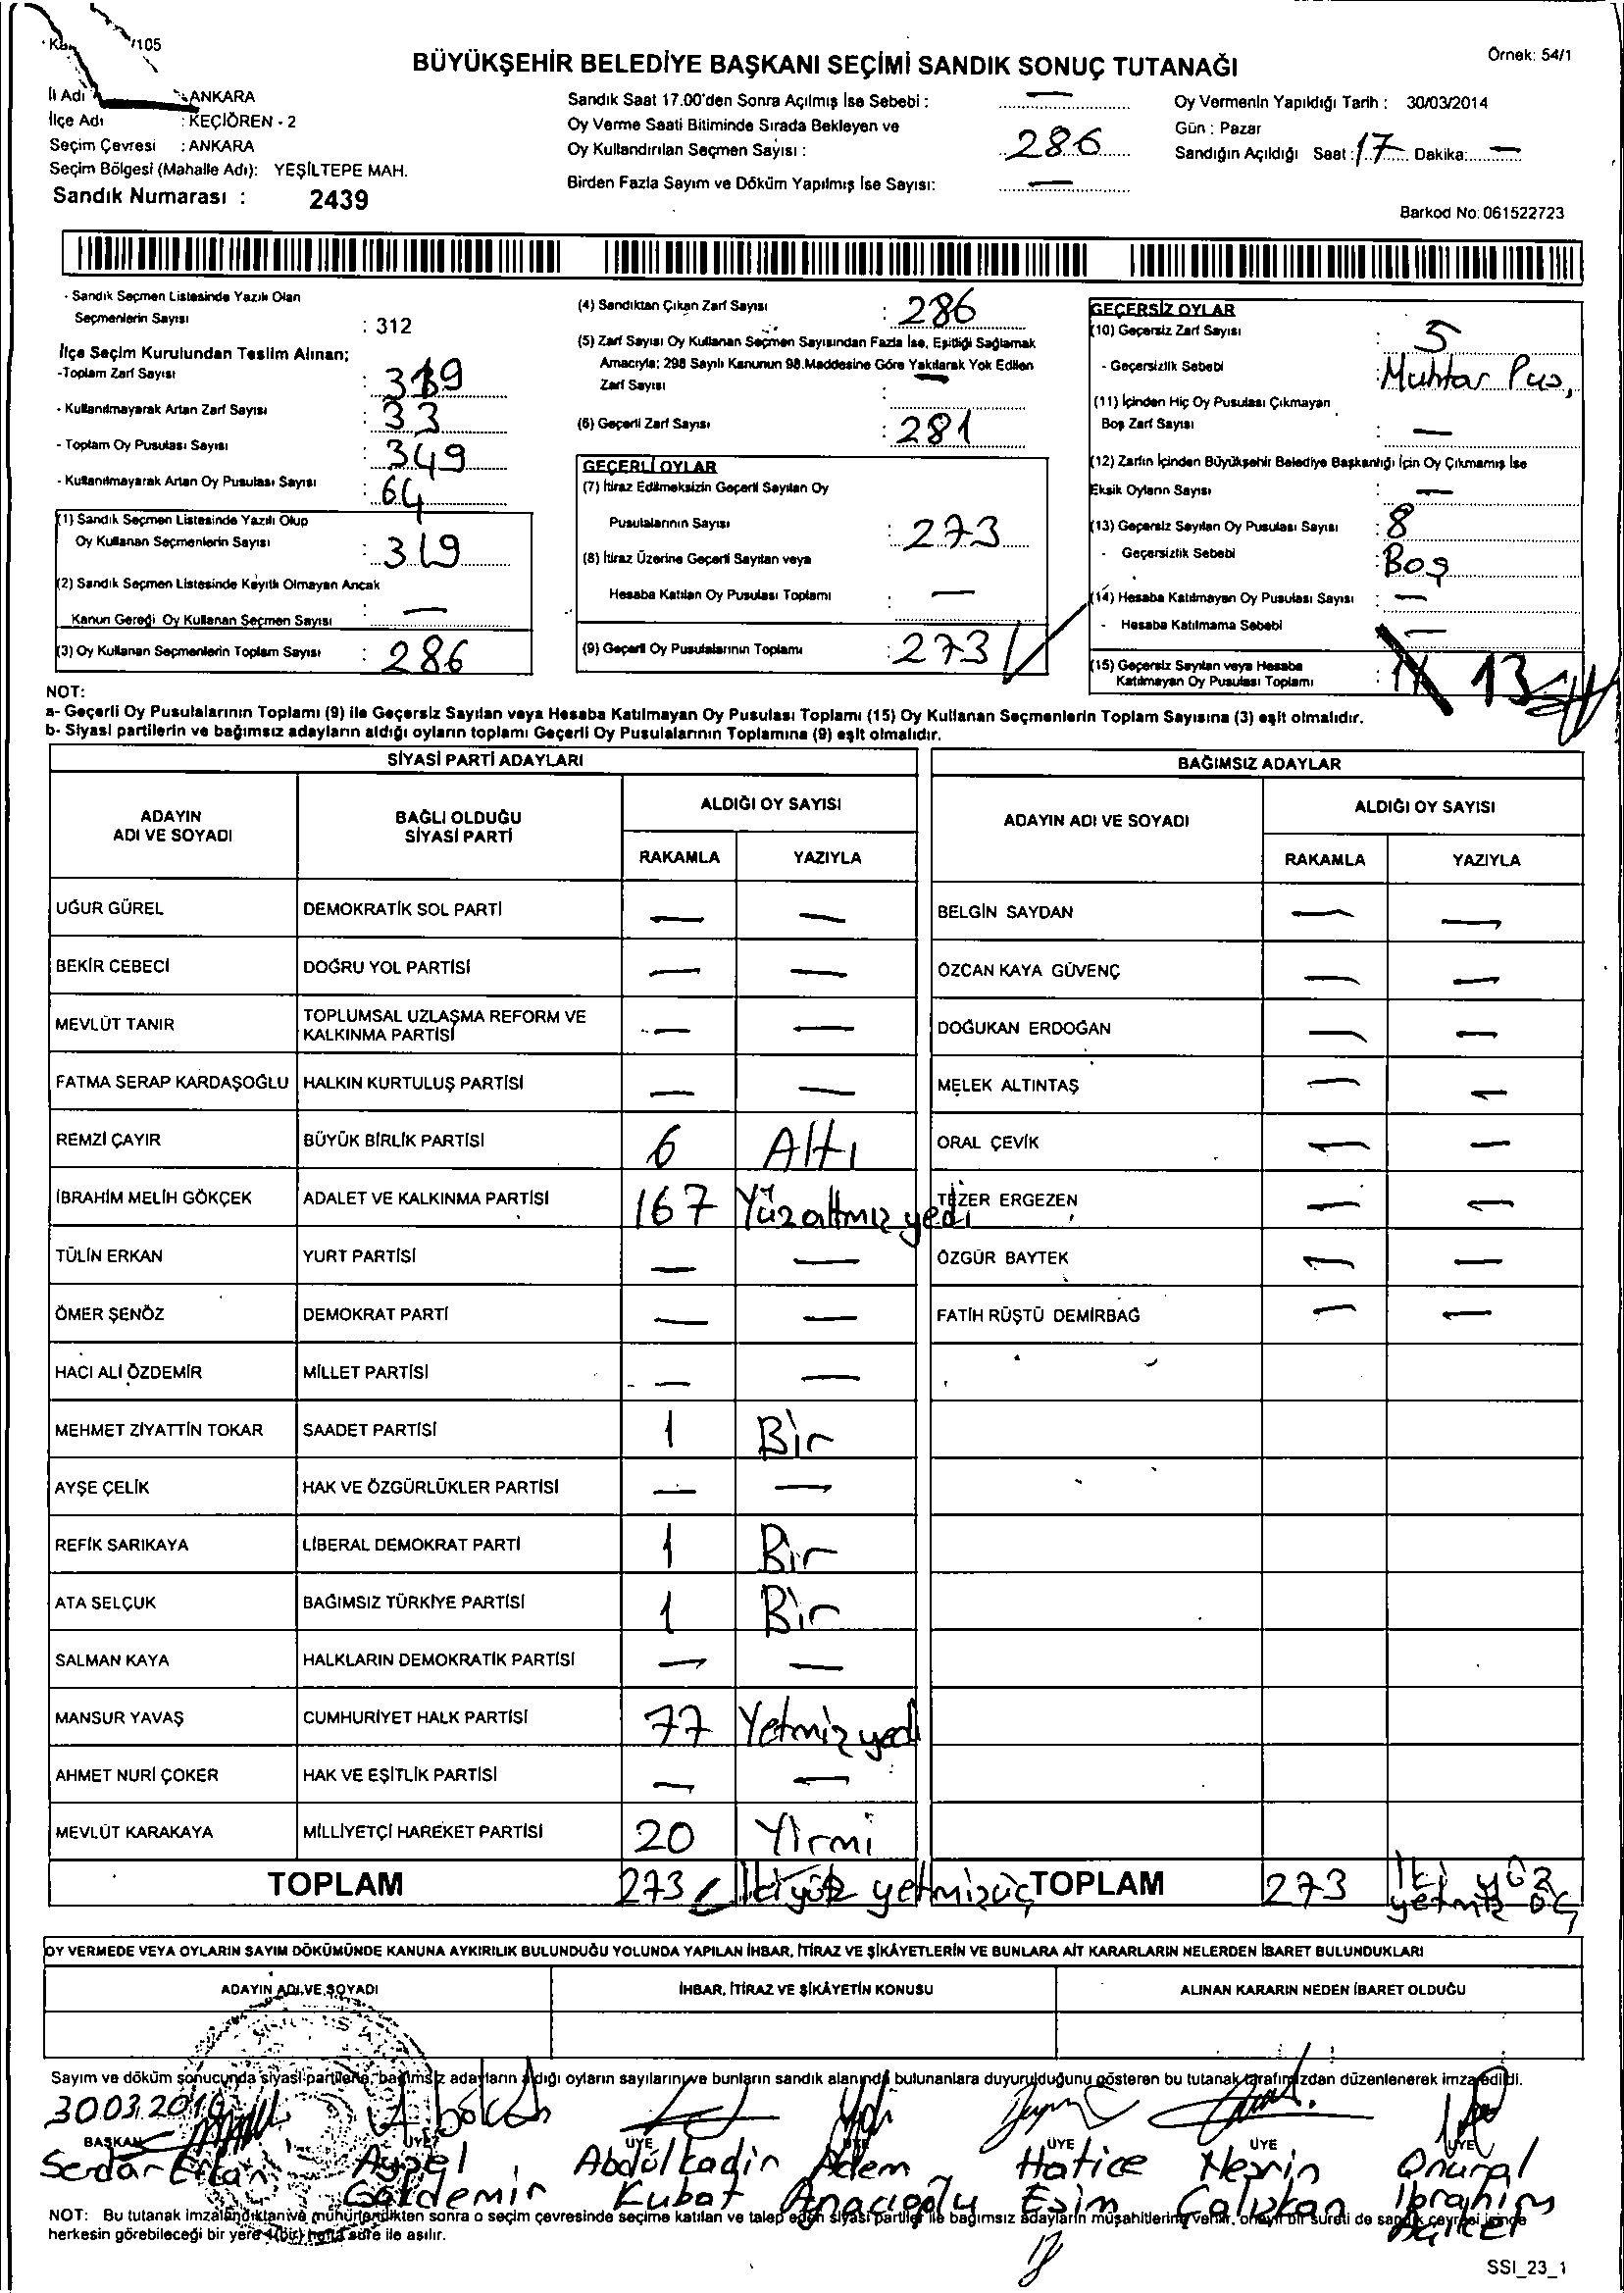 /105
Örnek: 54/1
BÜYÜKŞEHİR BELEDİYE BAŞKANI SEÇİMİ SANDIK SONUÇ TUTANAĞI
İl Adı : ANKARA
İlçe Adı : KEÇİÖREN - 2
Seçim Çevresi : ANKARA
Seçim Bölgesi (Mahalle Adı): YEŞİLTEPE MAH.
Sandık Numarası : 2439
Sandık Saat 17.00'den Sonra Açılmış İse Sebebi : —
Oy Verme Saati Bitiminde Sırada Bekleyen ve
Oy Kullandırılan Seçmen Sayısı : 286
Birden Fazla Sayım ve Döküm Yapılmış İse Sayısı: —
Oy Vermenin Yapıldığı Tarih : 30/03/2014
Gün : Pazar
Sandığın Açıldığı Saat : 17 Dakika: —
Barkod No: 061522723
- Sandık Seçmen Listesinde Yazılı Olan
Seçmenlerin Sayısı : 312
İlçe Seçim Kurulundan Teslim Alınan;
-Toplam Zarf Sayısı : 319
- Kullanılmayarak Artan Zarf Sayısı : 33
- Toplam Oy Pusulası Sayısı : 349
- Kullanılmayarak Artan Oy Pusulası Sayısı : 64
(1) Sandık Seçmen Listesinde Yazılı Olup
Oy Kullanan Seçmenlerin Sayısı : 319
(2) Sandık Seçmen Listesinde Kayıtlı Olmayan Ancak
Kanun Gereği Oy Kullanan Seçmen Sayısı : —
(3) Oy Kullanan Seçmenlerin Toplam Sayısı : 286
(4) Sandıktan Çıkan Zarf Sayısı : 286
(5) Zarf Sayısı Oy Kullanan Seçmen Sayısından Fazla İse, Eşitliği Sağlamak
Amacıyla; 298 Sayılı Kanunun 98.Maddesine Göre Yakılarak Yok Edilen
Zarf Sayısı : —
(6) Geçerli Zarf Sayısı : 281
GEÇERLİ OYLAR
(7) İtiraz Edilmeksizin Geçerli Sayılan Oy
Pusulalarının Sayısı : 273
(8) İtiraz Üzerine Geçerli Sayılan veya
Hesaba Katılan Oy Pusulası Toplamı : —
(9) Geçerli Oy Pusulalarının Toplamı : 273
GEÇERSİZ OYLAR
(10) Geçersiz Zarf Sayısı : 5
- Geçersizlik Sebebi : Muhtar Pus,
(11) İçinden Hiç Oy Pusulası Çıkmayan
Boş Zarf Sayısı : —
(12) Zarfın İçinden Büyükşehir Belediye Başkanlığı İçin Oy Çıkmamış İse
Eksik Oyların Sayısı : —
(13) Geçersiz Sayılan Oy Pusulası Sayısı : 8
- Geçersizlik Sebebi : Boş
(14) Hesaba Katılmayan Oy Pusulası Sayısı : —
- Hesaba Katılmama Sebebi : —
(15) Geçersiz Sayılan veya Hesaba
Katılmayan Oy Pusulası Toplamı : 13
NOT:
a- Geçerli Oy Pusulalarının Toplamı (9) ile Geçersiz Sayılan veya Hesaba Katılmayan Oy Pusulası Toplamı (15) Oy Kullanan Seçmenlerin Toplam Sayısına (3) eşit olmalıdır.
b- Siyasi partilerin ve bağımsız adayların aldığı oyların toplamı Geçerli Oy Pusulalarının Toplamına (9) eşit olmalıdır.
SİYASİ PARTİ ADAYLARI
ADAYIN ADI VE SOYADI BAĞLI OLDUĞU SİYASİ PARTİ ALDIĞI OY SAYISI
RAKAMLA YAZIYLA
UĞUR GÜREL DEMOKRATİK SOL PARTİ — —
BEKİR CEBECİ DOĞRU YOL PARTİSİ — —
MEVLÜT TANIR TOPLUMSAL UZLAŞMA REFORM VE KALKINMA PARTİSİ — —
FATMA SERAP KARDAŞOĞLU HALKIN KURTULUŞ PARTİSİ — —
REMZİ ÇAYIR BÜYÜK BİRLİK PARTİSİ 6 Altı
İBRAHİM MELİH GÖKÇEK ADALET VE KALKINMA PARTİSİ 167 Yüzaltmız yedi
TÜLİN ERKAN YURT PARTİSİ — —
ÖMER ŞENÖZ DEMOKRAT PARTİ — —
HACI ALİ ÖZDEMİR MİLLET PARTİSİ — —
MEHMET ZİYATTİN TOKAR SAADET PARTİSİ 1 Bir
AYŞE ÇELİK HAK VE ÖZGÜRLÜKLER PARTİSİ — —
REFİK SARIKAYA LİBERAL DEMOKRAT PARTİ 1 Bir
ATA SELÇUK BAĞIMSIZ TÜRKİYE PARTİSİ 1 Bir
SALMAN KAYA HALKLARIN DEMOKRATİK PARTİSİ — —
MANSUR YAVAŞ CUMHURİYET HALK PARTİSİ 77 Yetmiz yedi
AHMET NURİ ÇOKER HAK VE EŞİTLİK PARTİSİ — —
MEVLÜT KARAKAYA MİLLİYETÇİ HAREKET PARTİSİ 20 Yirmi
TOPLAM 273 İkiyüz yetmizüç
BAĞIMSIZ ADAYLAR
ADAYIN ADI VE SOYADI ALDIĞI OY SAYISI
RAKAMLA YAZIYLA
BELGİN SAYDAN — —
ÖZCAN KAYA GÜVENÇ — —
DOĞUKAN ERDOĞAN — —
MELEK ALTINTAŞ — —
ORAL ÇEVİK — —
TEZER ERGEZEN — —
ÖZGÜR BAYTEK — —
FATİH RÜŞTÜ DEMİRBAĞ — —
TOPLAM 273 İki yüz yetmiz üç
OY VERMEDE VEYA OYLARIN SAYIM DÖKÜMÜNDE KANUNA AYKIRILIK BULUNDUĞU YOLUNDA YAPILAN İHBAR, İTİRAZ VE ŞİKÂYETLERİN VE BUNLARA AİT KARARLARIN NELERDEN İBARET BULUNDUKLARI
ADAYIN ADI VE SOYADI İHBAR, İTİRAZ VE ŞİKÂYETİN KONUSU ALINAN KARARIN NEDEN İBARET OLDUĞU
Sayım ve döküm sonucunda siyasi partilerle, bağımsız adayların aldığı oyların sayılarını ve bunların sandık alanında bulunanlara duyurulduğunu gösteren bu tutanak tarafımızdan düzenlenerek imza edildi.
30.03.2014
BAŞKAN ÜYE ÜYE ÜYE ÜYE ÜYE ÜYE
Serdar Ertan Aysel Gökdemir Abdülkadir Kubat Adem Hatice Esim Nesrin Çalışkan Onural İbrahim
NOT: Bu tutanak imzalandıktan ve mühürlendikten sonra o seçim çevresinde seçime katılan ve talep eden siyasi partiler ile bağımsız adayların müşahitlerine verilir, onaylı bir sureti de sandık çevresi içinde
herkesin görebileceği bir yere 1 (bir) hafta süre ile asılır.
SSI_23_1